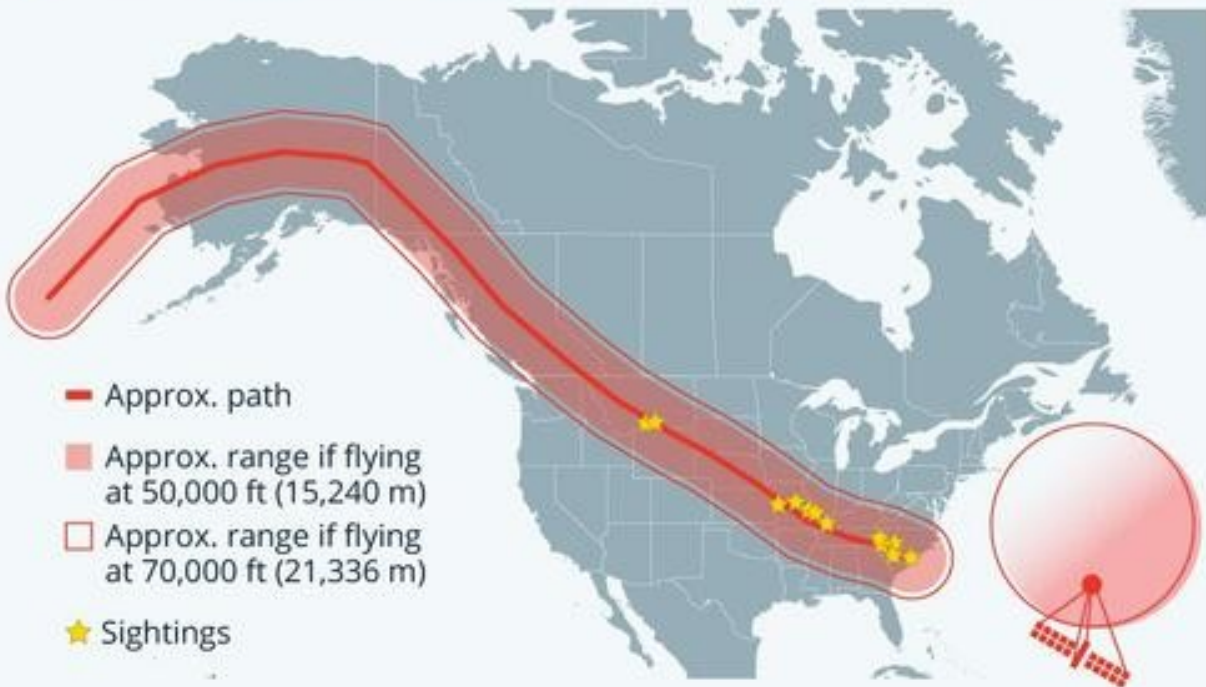 Approx. path
Approx. range if flying
at 50,000 ft (15,240 m)
Approx. range if flying
at 70,000 ft (21,336 m)
Sightings